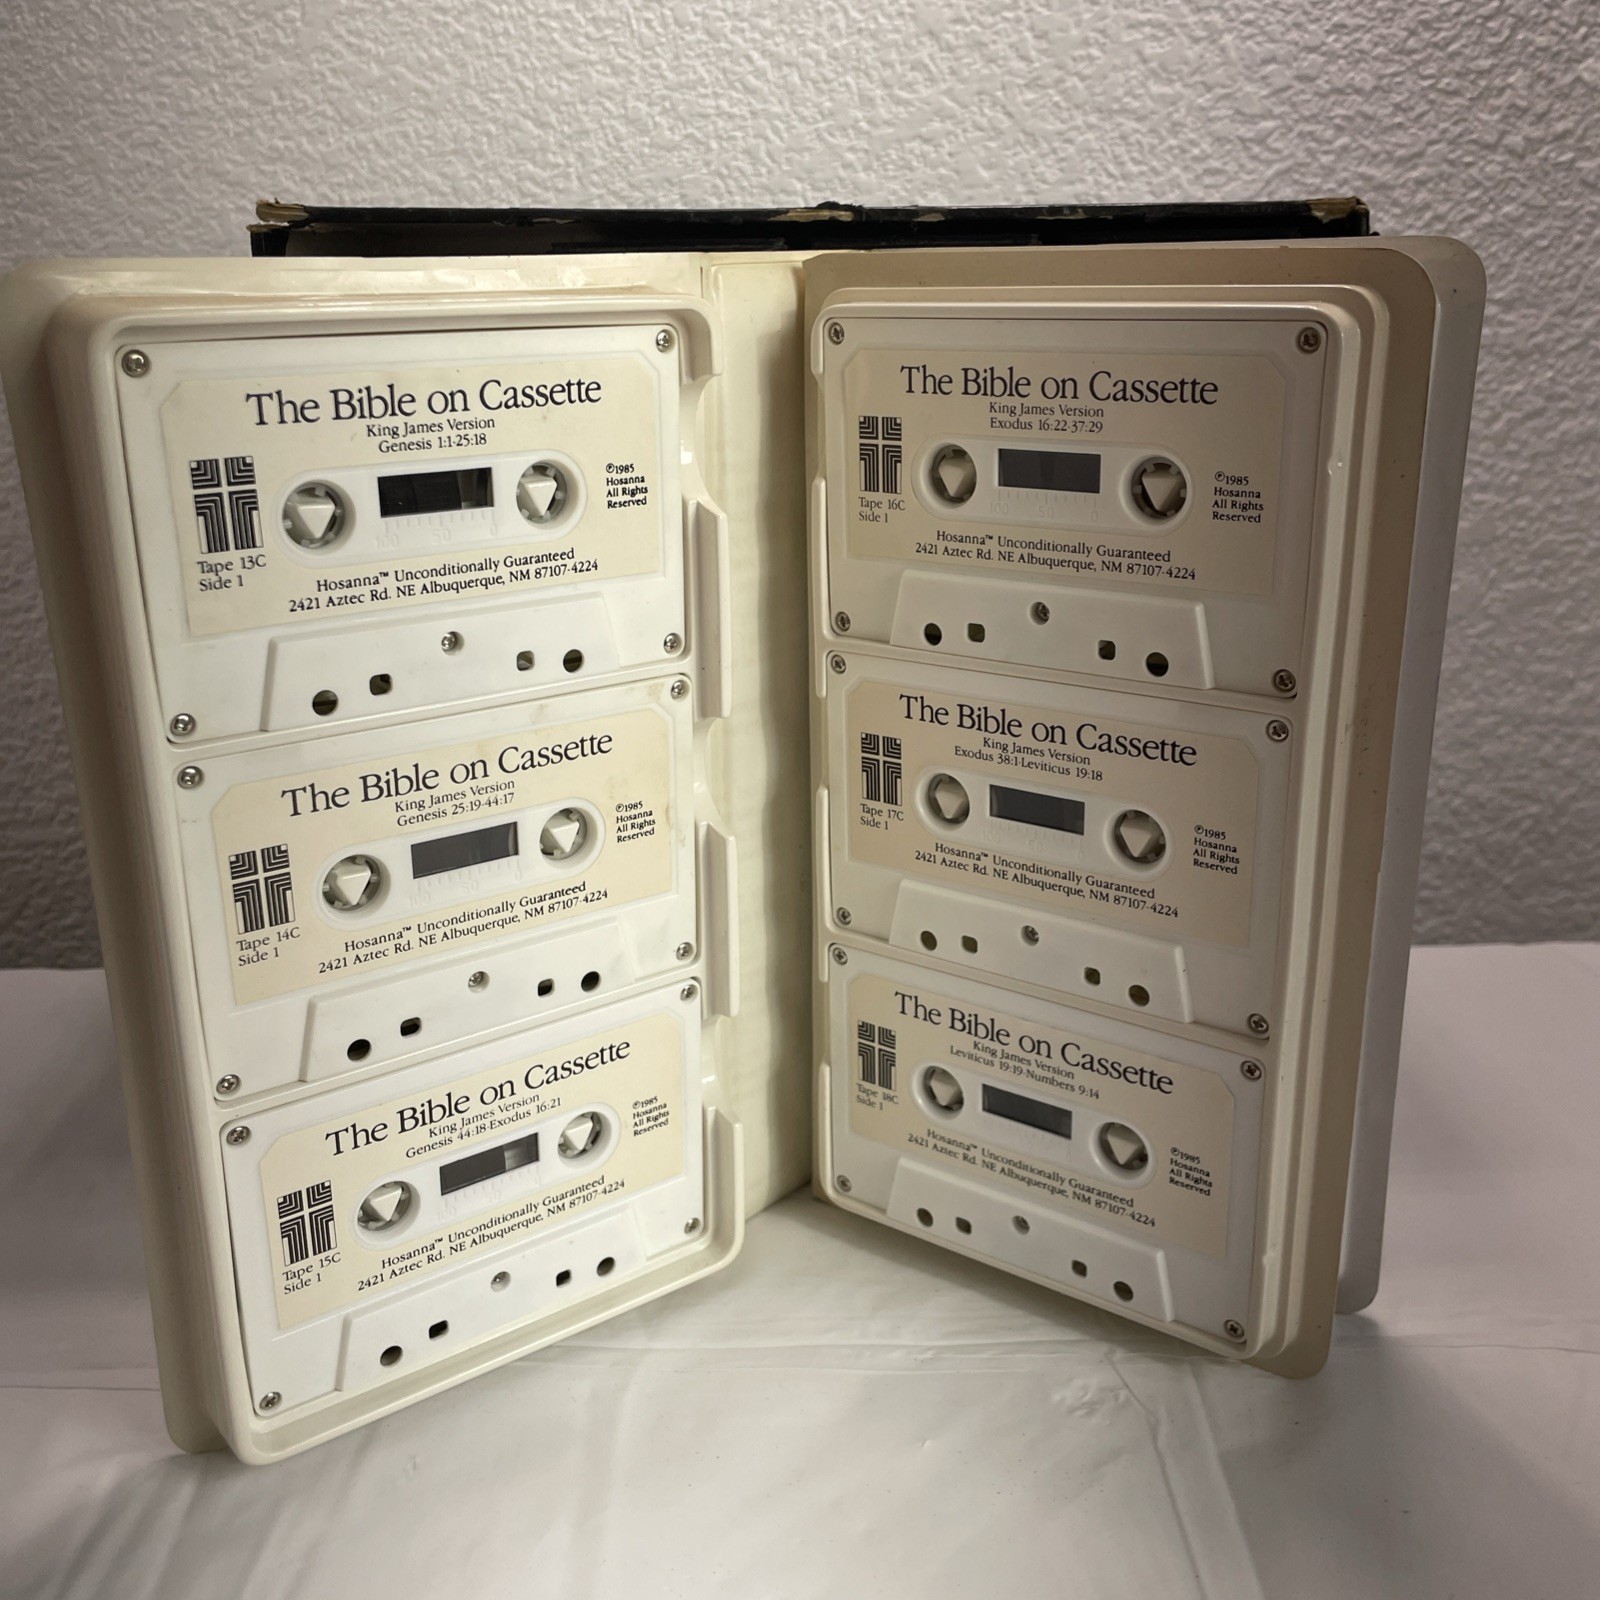 The Bible on Cassette
King James Version
Genesis 1:1-25:18
℗1985
Hosanna
All Rights
Reserved
Tape 13C
Side 1
100 50 0
Hosanna™ Unconditionally Guaranteed
2421 Aztec Rd. NE Albuquerque, NM 87107-4224
The Bible on Cassette
King James Version
Genesis 25:19-44:17
℗1985
Hosanna
All Rights
Reserved
Tape 14C
Side 1
Hosanna™ Unconditionally Guaranteed
2421 Aztec Rd. NE Albuquerque, NM 87107-4224
The Bible on Cassette
King James Version
Genesis 44:18-Exodus 16:21
℗1985
Hosanna
All Rights
Reserved
Tape 15C
Side 1
Hosanna™ Unconditionally Guaranteed
2421 Aztec Rd. NE Albuquerque, NM 87107-4224
The Bible on Cassette
King James Version
Exodus 16:22-37:29
℗1985
Hosanna
All Rights
Reserved
Tape 16C
Side 1
100 50 0
Hosanna™ Unconditionally Guaranteed
2421 Aztec Rd. NE Albuquerque, NM 87107-4224
The Bible on Cassette
King James Version
Exodus 38:1-Leviticus 19:18
℗1985
Hosanna
All Rights
Reserved
Tape 17C
Side 1
Hosanna™ Unconditionally Guaranteed
2421 Aztec Rd. NE Albuquerque, NM 87107-4224
The Bible on Cassette
King James Version
Leviticus 19:19-Numbers 9:14
℗1985
Hosanna
All Rights
Reserved
Tape 18C
Side 1
Hosanna™ Unconditionally Guaranteed
2421 Aztec Rd. NE Albuquerque, NM 87107-4224